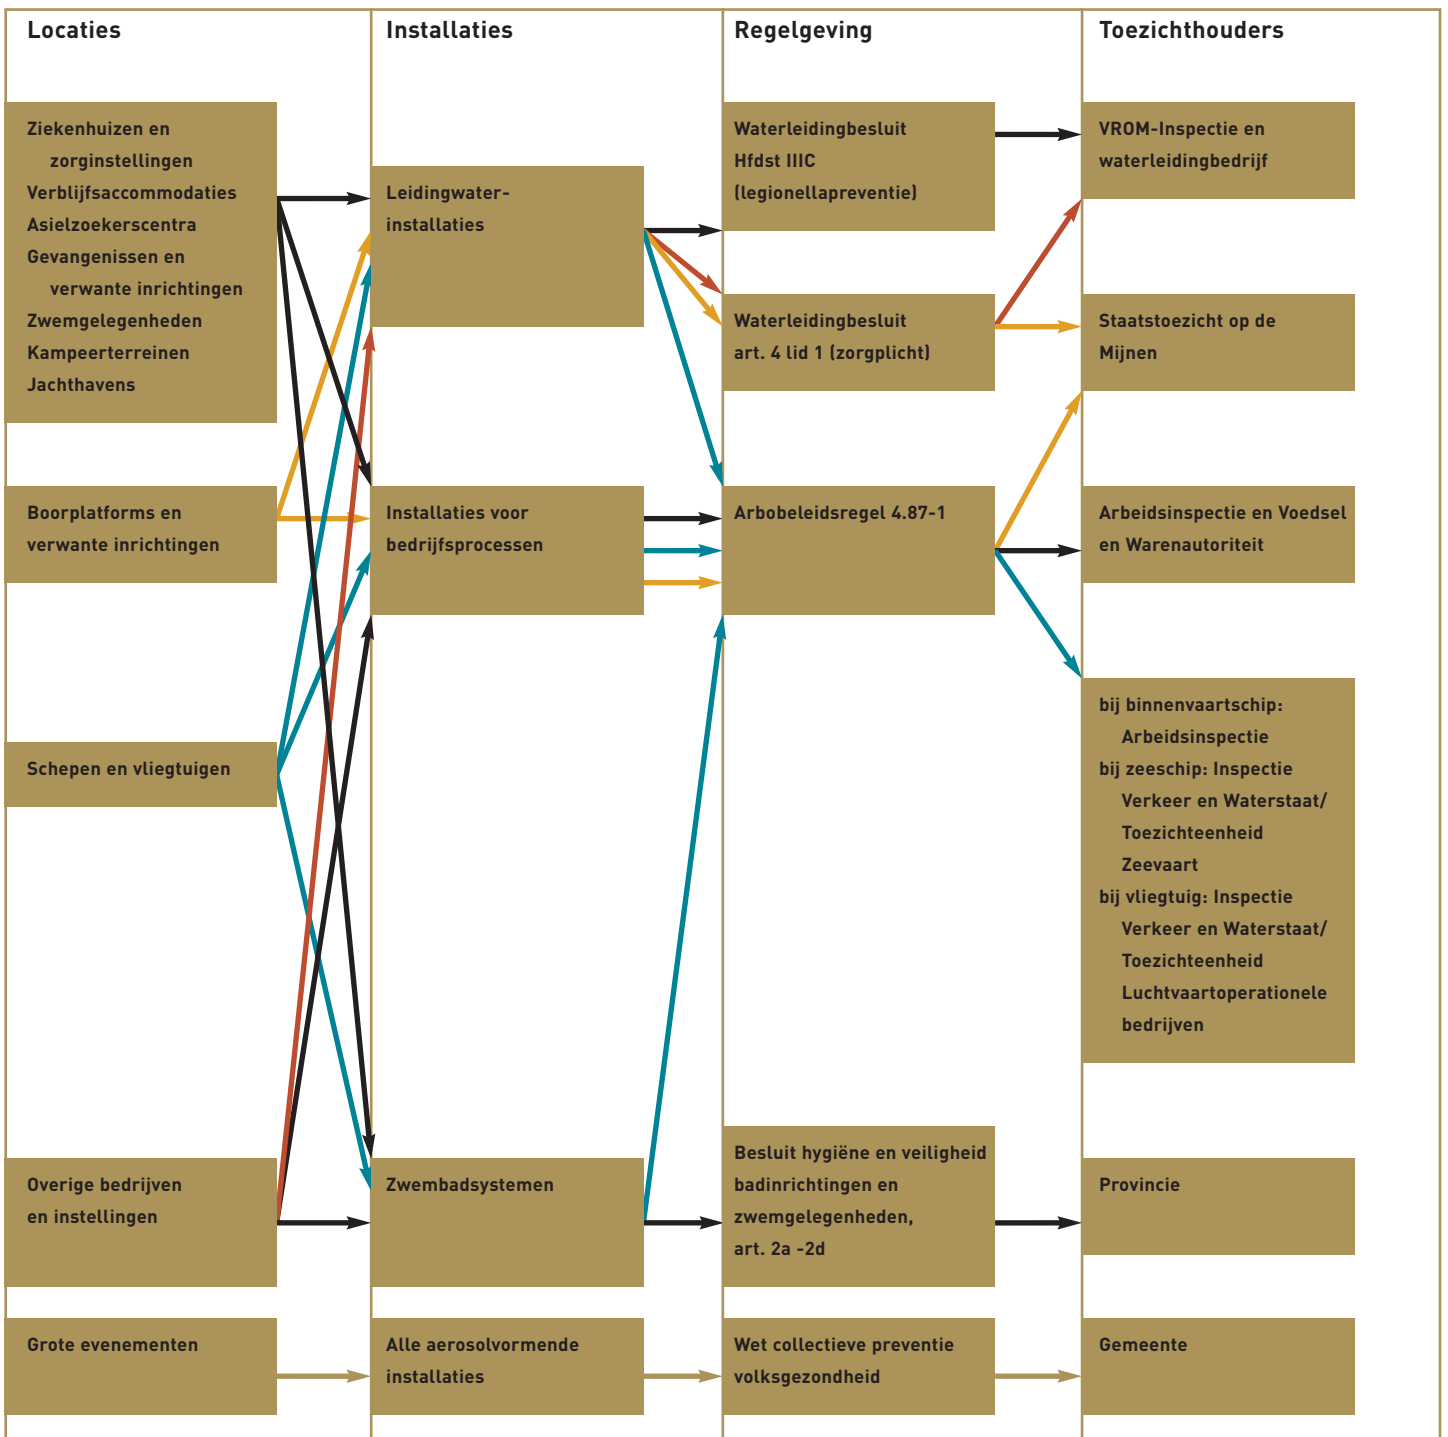 Locaties
Ziekenhuizen en
zorginstellingen
Verblijfsaccommodaties
Asielzoekerscentra
Gevangenissen en
verwante inrichtingen
Zwemgelegenheden
Kampeerterreinen
Jachthavens
Boorplatforms en
verwante inrichtingen
Schepen en vliegtuigen
Overige bedrijven
en instellingen
Grote evenementen
Installaties
Leidingwater-
installaties
Installaties voor
bedrijfsprocessen
Zwembadsystemen
Alle aerosolvormende
installaties
Regelgeving
Waterleidingbesluit
Hfdst IIIC
(legionellapreventie)
Waterleidingbesluit
art. 4 lid 1 (zorgplicht)
Arbobeleidsregel 4.87-1
Besluit hygiëne en veiligheid
badinrichtingen en
zwemgelegenheden,
art. 2a -2d
Wet collectieve preventie
volksgezondheid
Toezichthouders
VROM-Inspectie en
waterleidingbedrijf
Staatstoezicht op de
Mijnen
Arbeidsinspectie en Voedsel
en Warenautoriteit
bij binnenvaartschip:
Arbeidsinspectie
bij zeeschip: Inspectie
Verkeer en Waterstaat/
Toezichteenheid
Zeevaart
bij vliegtuig: Inspectie
Verkeer en Waterstaat/
Toezichteenheid
Luchtvaartoperationele
bedrijven
Provincie
Gemeente